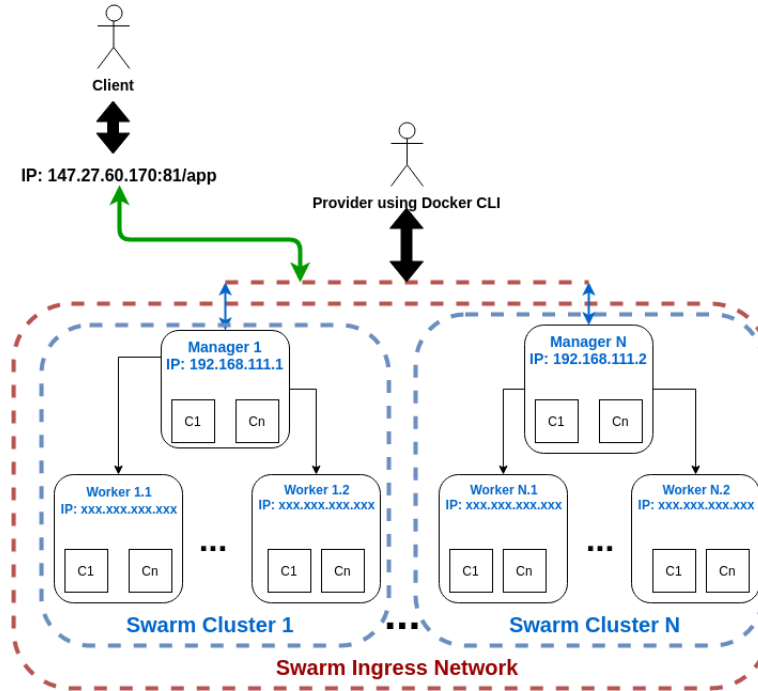 Client
IP: 147.27.60.170:81/app
Provider using Docker CLI
Manager 1
IP: 192.168.111.1
C1
Cn
Manager N
IP: 192.168.111.2
C1
Cn
Worker 1.1
IP: xxx.xxx.xxx.xxx
C1
Cn
...
Worker 1.2
IP: xxx.xxx.xxx.xxx
C1
Cn
Worker N.1
IP: xxx.xxx.xxx.xxx
C1
Cn
...
Worker N.2
IP: xxx.xxx.xxx.xxx
C1
Cn
Swarm Cluster 1
...
Swarm Cluster N
Swarm Ingress Network